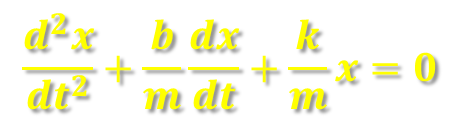 d²x/dt² + b/m dx/dt + k/m x = 0